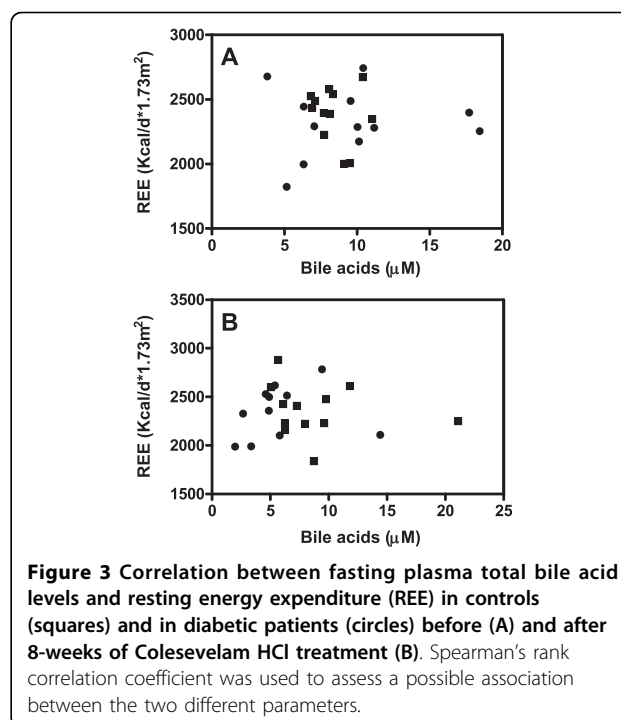 A
3000
2500
2000
1500
REE (Kcal/d*1.73m²)
0 5 10 15 20
Bile acids (μM)
B
3500
3000
2500
2000
1500
REE (Kcal/d*1.73m²)
0 5 10 15 20 25
Bile acids (μM)
Figure 3 Correlation between fasting plasma total bile acid
levels and resting energy expenditure (REE) in controls
(squares) and in diabetic patients (circles) before (A) and after
8-weeks of Colesevelam HCl treatment (B). Spearman's rank
correlation coefficient was used to assess a possible association
between the two different parameters.